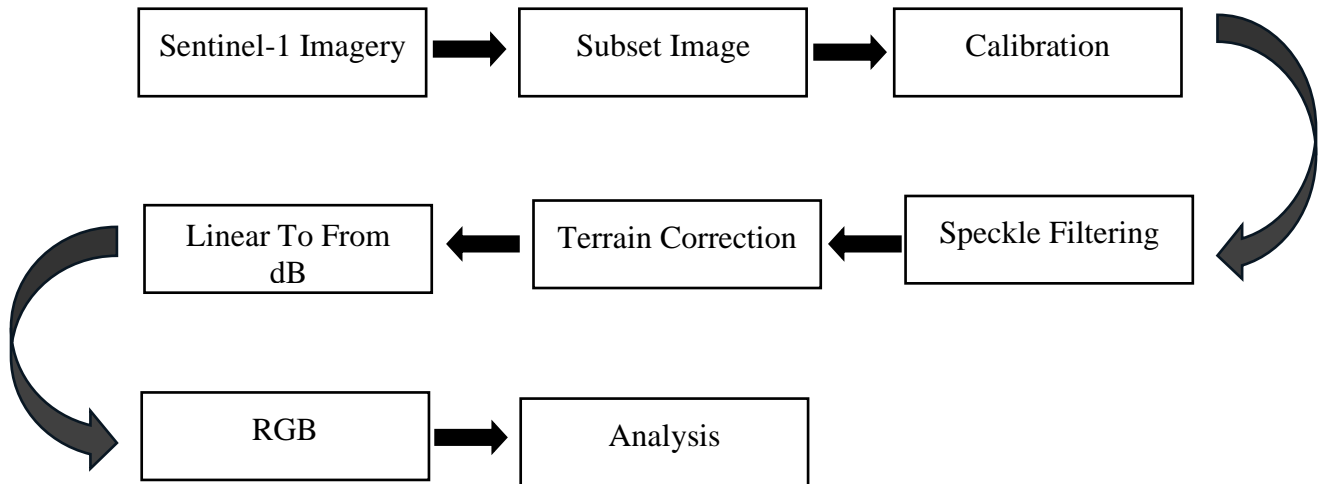 Sentinel-1 Imagery
Subset Image
Calibration
Speckle Filtering
Terrain Correction
Linear To From
dB
RGB
Analysis